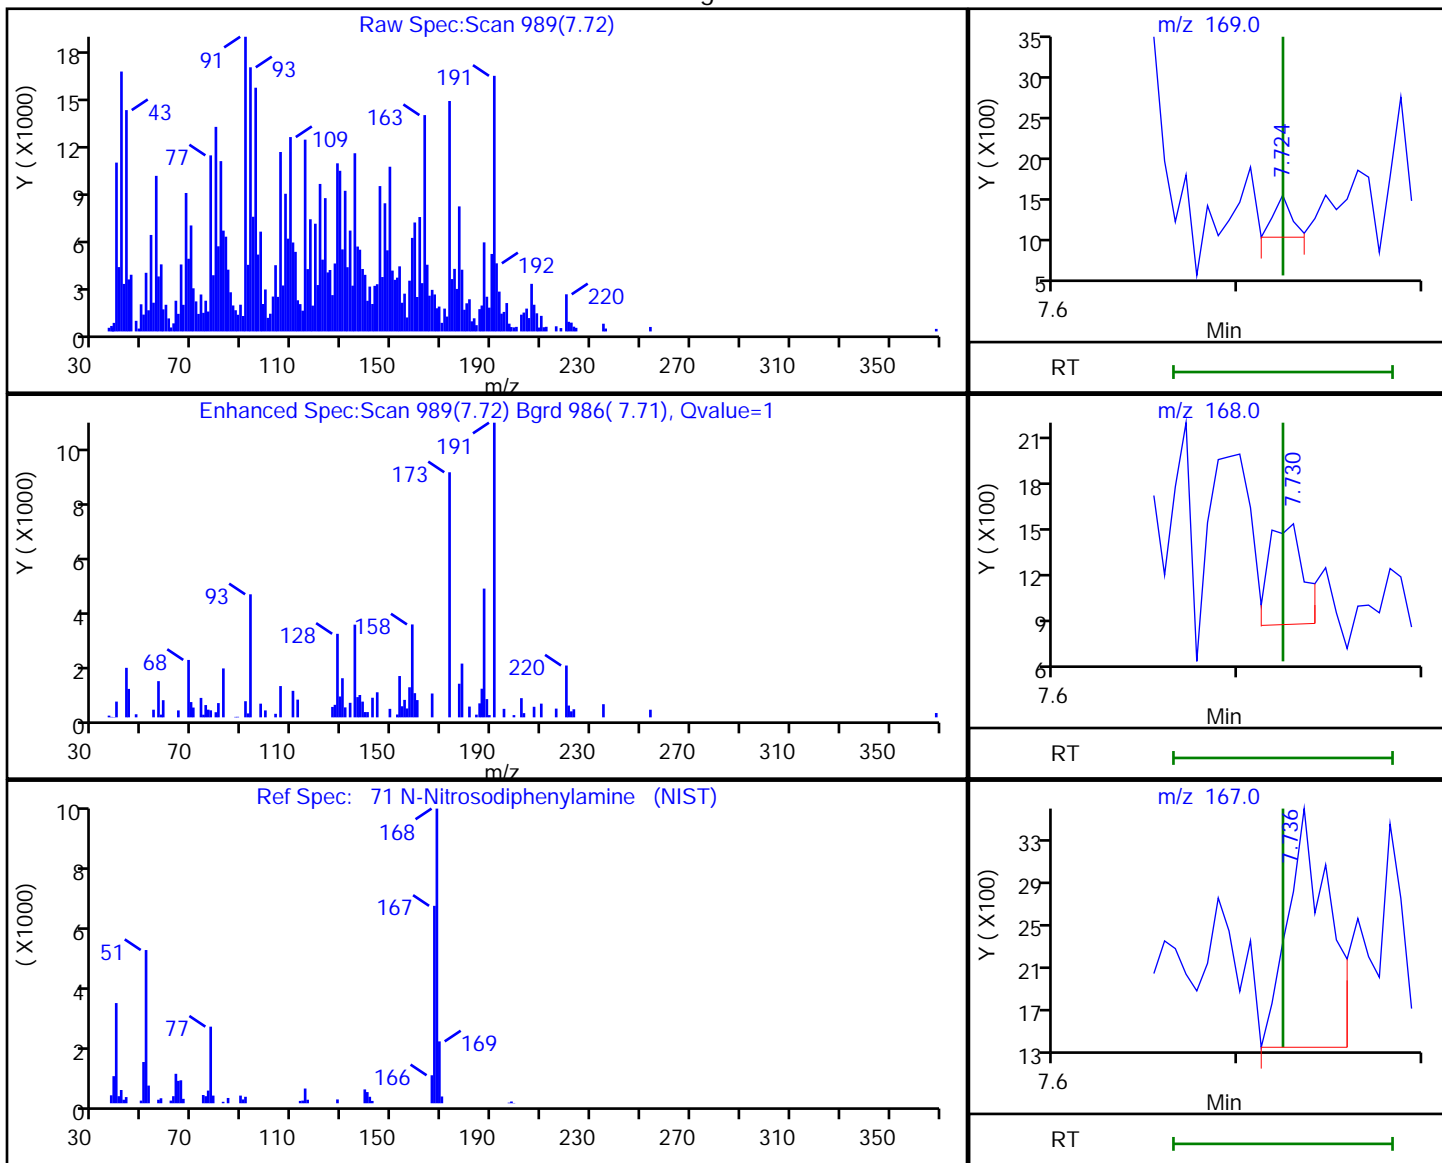 Raw Spec:Scan 989(7.72)
Y ( X1000)
18
15
12
9
6
3
0
91
93
43
77
109
163
191
192
220
30 70 110 150 190 230 270 310 350
m/z
m/z 169.0
Y ( X100)
35
30
25
20
15
10
5
7.724
7.6
Min
RT
Enhanced Spec:Scan 989(7.72) Bgrd 986( 7.71), Qvalue=1
Y ( X1000)
10
8
6
4
2
0
191
173
93
128
158
68
220
30 70 110 150 190 230 270 310 350
m/z
m/z 168.0
Y ( X100)
21
18
15
12
9
6
7.730
7.6
Min
RT
Ref Spec: 71 N-Nitrosodiphenylamine (NIST)
( X1000)
10
8
6
4
2
0
168
167
51
77
169
166
30 70 110 150 190 230 270 310 350
m/z 167.0
Y ( X100)
33
29
25
21
17
13
7.736
7.6
Min
RT